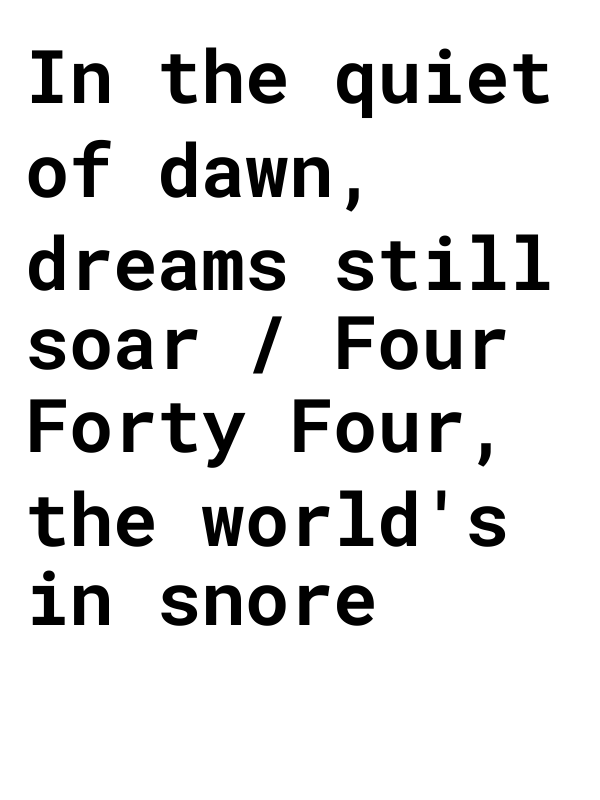 In the quiet
of dawn,
dreams still
soar / Four
Forty Four,
the world's
in snore